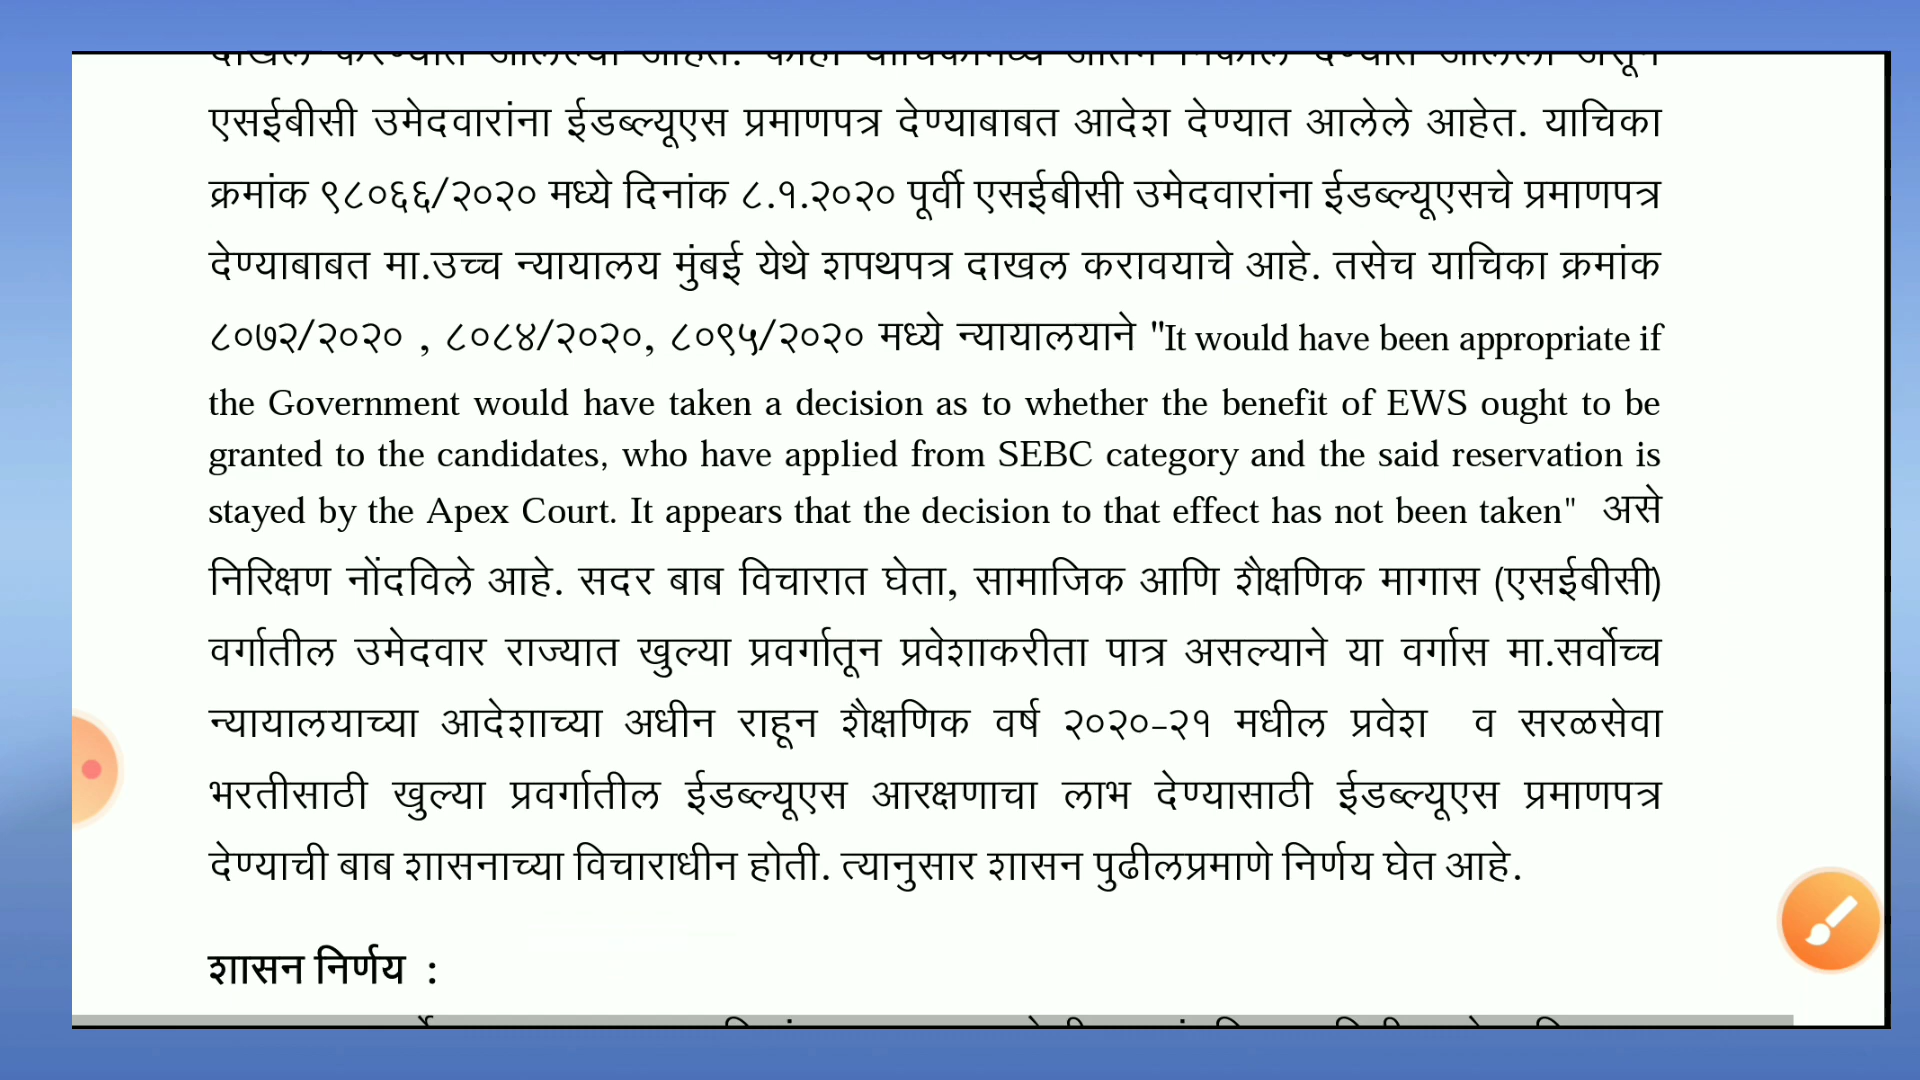 दाखल करण्यात आलेल्या आहेत. काही याचिकांमध्ये अंतिम निकाल देण्यात आलेला असून
एसईबीसी उमेदवारांना ईडब्ल्यूएस प्रमाणपत्र देण्याबाबत आदेश देण्यात आलेले आहेत. याचिका
क्रमांक ९८०६६/२०२० मध्ये दिनांक ८.१.२०२० पूर्वी एसईबीसी उमेदवारांना ईडब्ल्यूएसचे प्रमाणपत्र
देण्याबाबत मा.उच्च न्यायालय मुंबई येथे शपथपत्र दाखल करावयाचे आहे. तसेच याचिका क्रमांक
८०७२/२०२० , ८०८४/२०२०, ८०९५/२०२० मध्ये न्यायालयाने "It would have been appropriate if
the Government would have taken a decision as to whether the benefit of EWS ought to be
granted to the candidates, who have applied from SEBC category and the said reservation is
stayed by the Apex Court. It appears that the decision to that effect has not been taken" असे
निरिक्षण नोंदविले आहे. सदर बाब विचारात घेता, सामाजिक आणि शैक्षणिक मागास (एसईबीसी)
वर्गातील उमेदवार राज्यात खुल्या प्रवर्गातून प्रवेशाकरीता पात्र असल्याने या वर्गास मा.सर्वोच्च
न्यायालयाच्या आदेशाच्या अधीन राहून शैक्षणिक वर्ष २०२०-२१ मधील प्रवेश व सरळसेवा
भरतीसाठी खुल्या प्रवर्गातील ईडब्ल्यूएस आरक्षणाचा लाभ देण्यासाठी ईडब्ल्यूएस प्रमाणपत्र
देण्याची बाब शासनाच्या विचाराधीन होती. त्यानुसार शासन पुढीलप्रमाणे निर्णय घेत आहे.
शासन निर्णय :